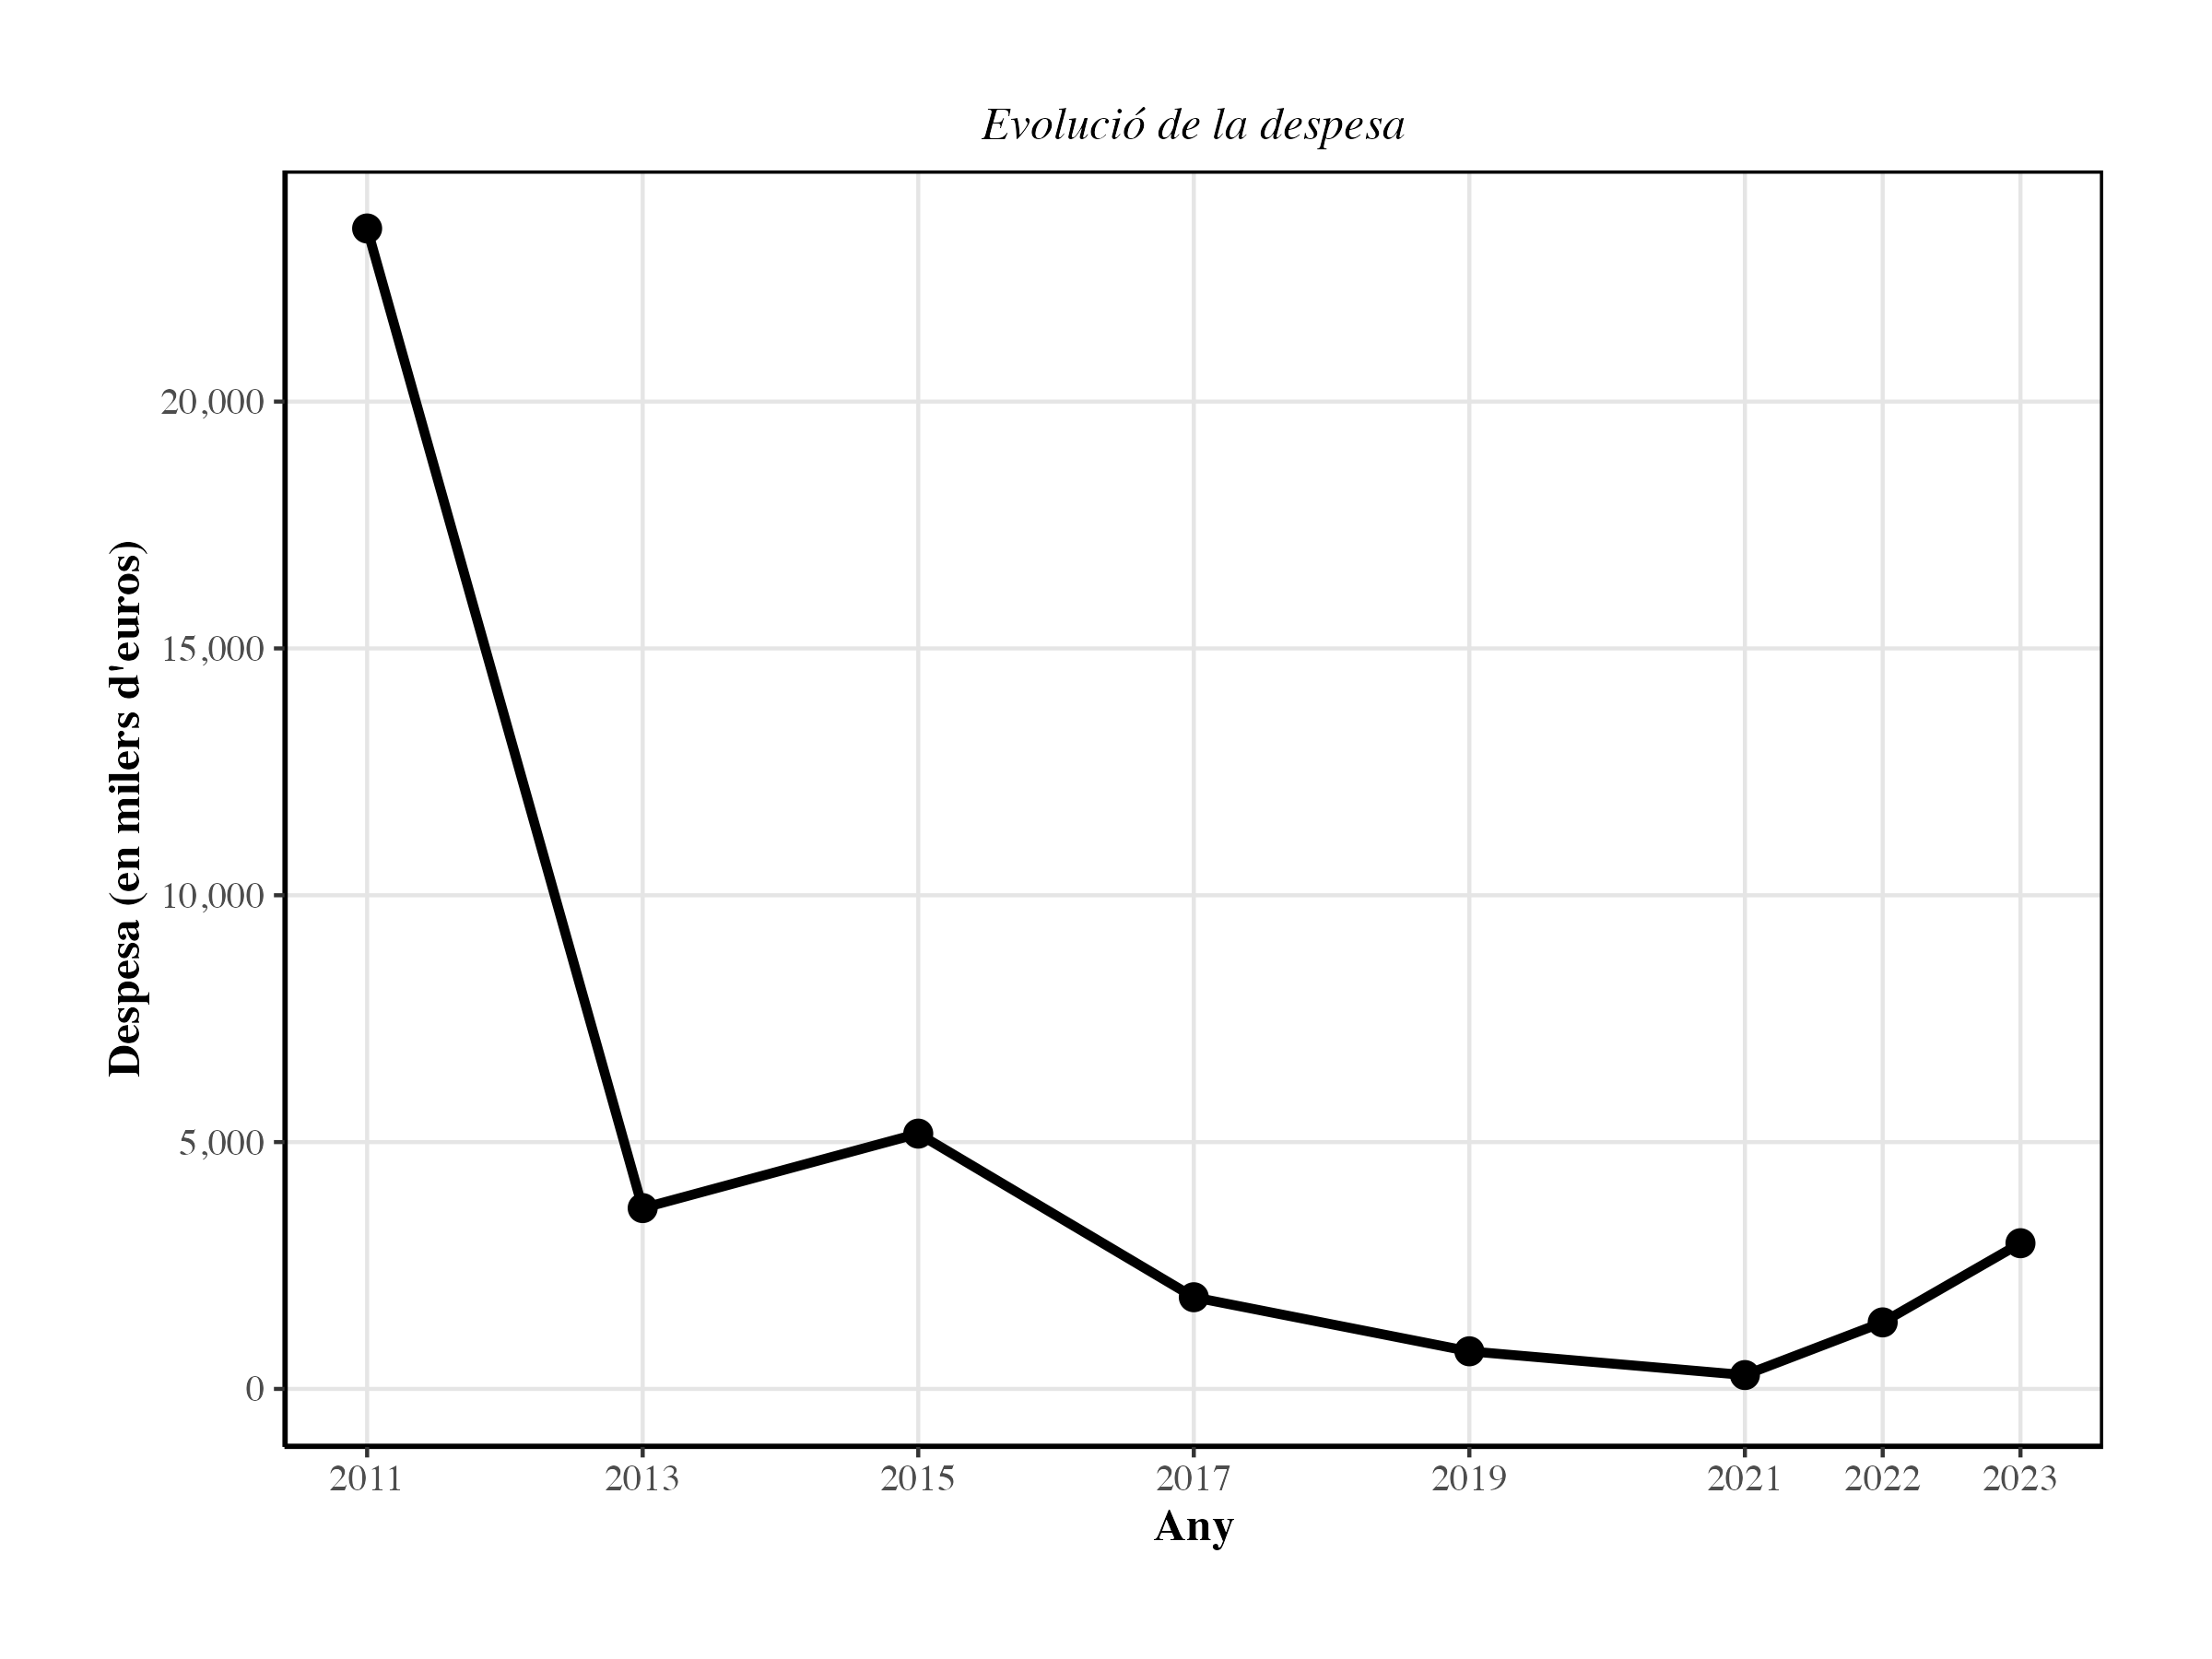 Evolució de la despesa
Despesa (en milers d'euros)
20,000
15,000
10,000
5,000
0
2011 2013 2015 2017 2019 2021 2022 2023
Any